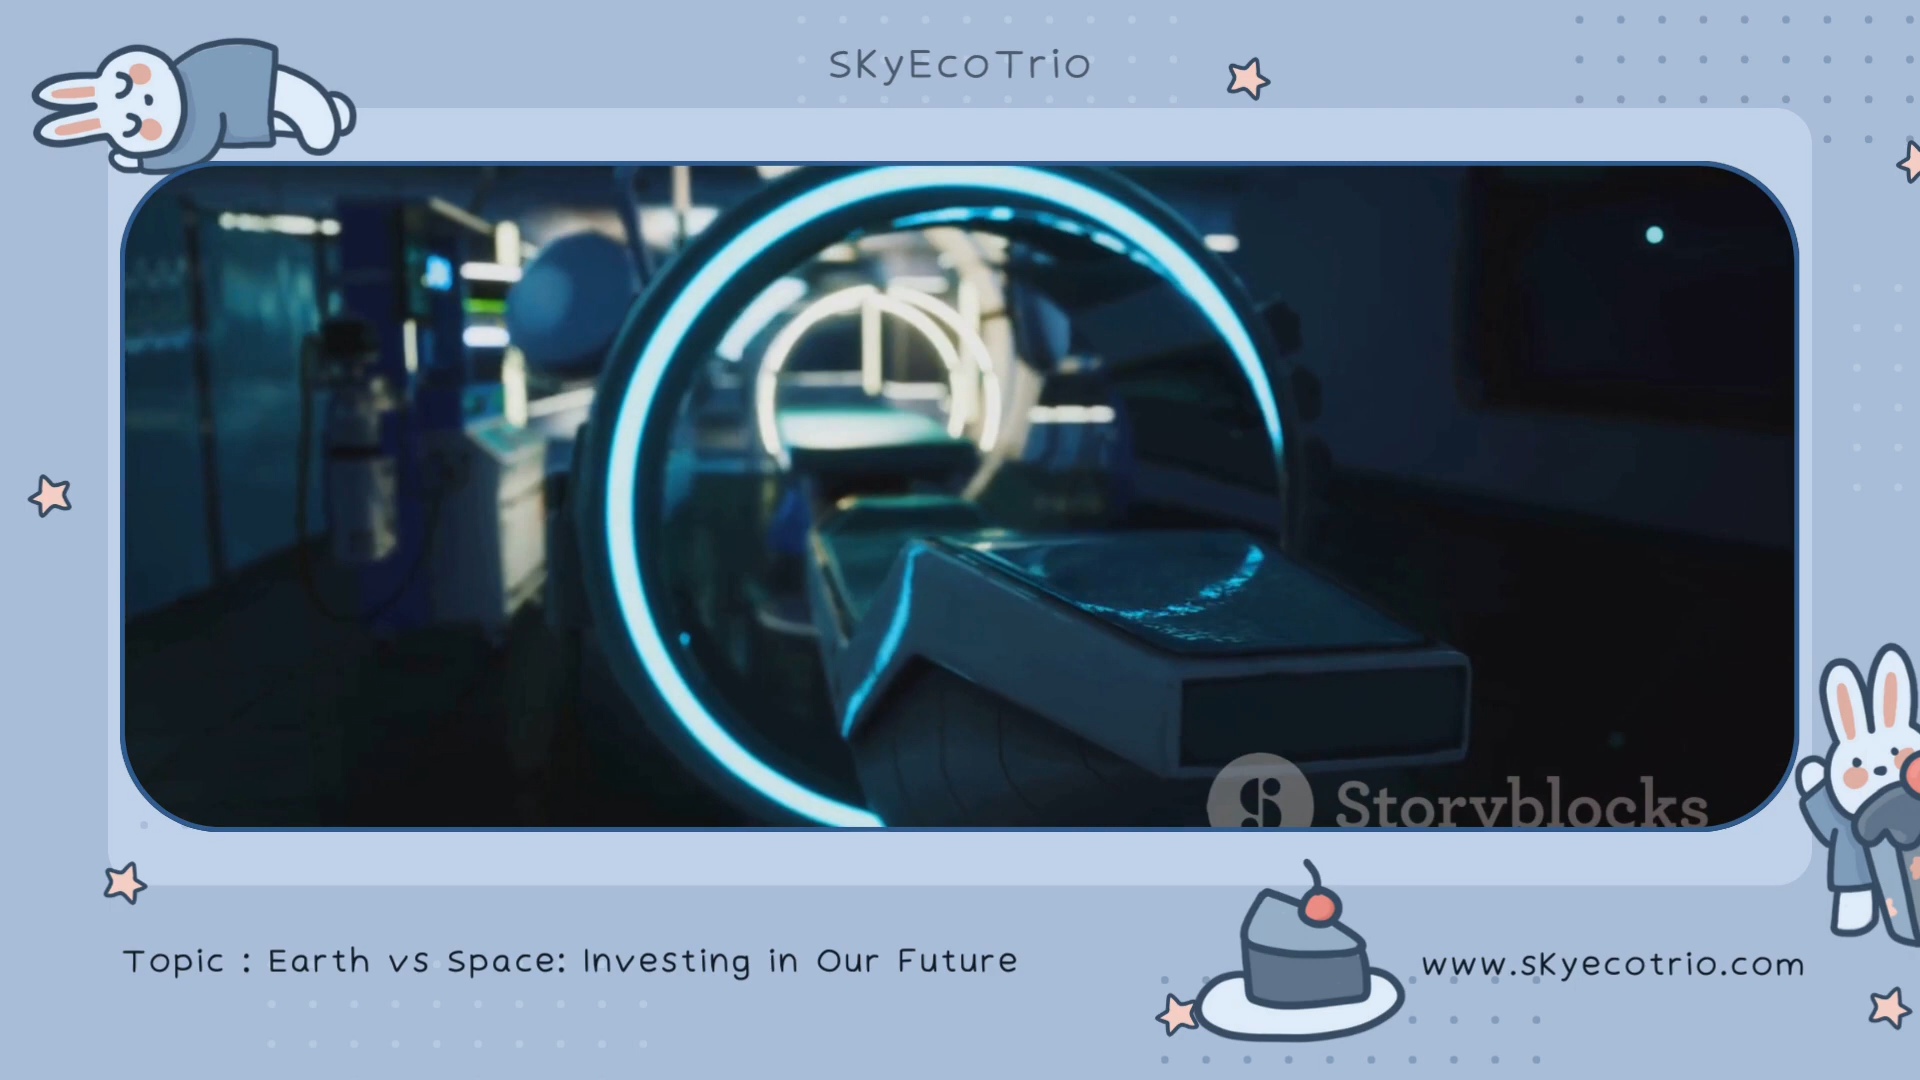 SKyEcoTrio
Storyblocks
Topic : Earth vs Space: Investing in Our Future
www.skyecotrio.com